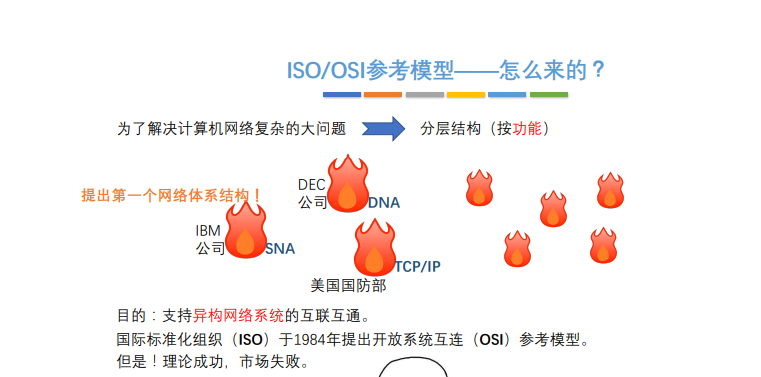 ISO/OSI参考模型——怎么来的？
为了解决计算机网络复杂的大问题
分层结构（按功能）
提出第一个网络体系结构！
DEC
公司
DNA
IBM
公司
SNA
TCP/IP
美国国防部
目的：支持异构网络系统的互联互通。
国际标准化组织（ISO）于1984年提出开放系统互连（OSI）参考模型。
但是！理论成功，市场失败。